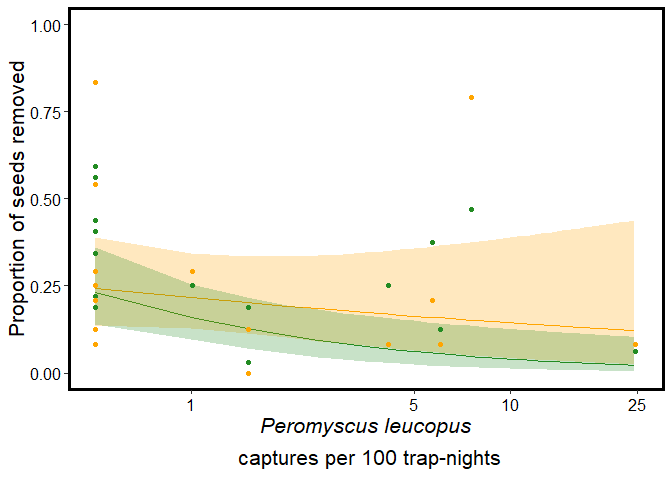 Proportion of seeds removed
1.00
0.75
0.50
0.25
0.00
1 5 10 25
Peromyscus leucopus
captures per 100 trap-nights